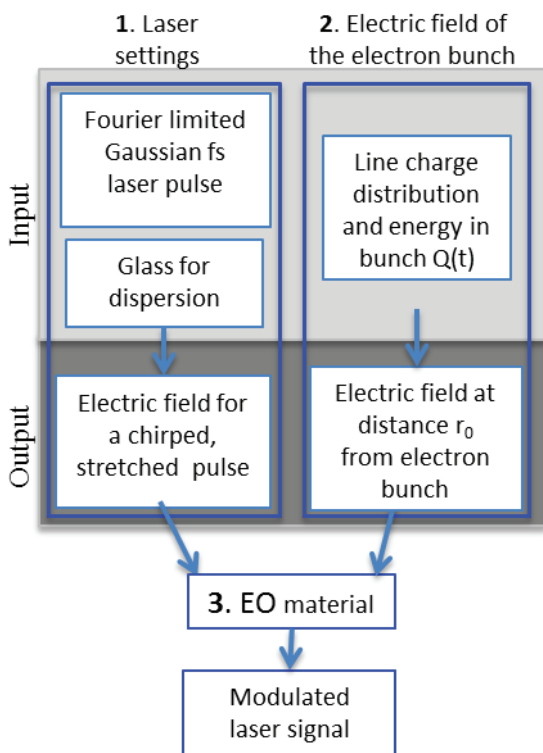 1. Laser
settings
2. Electric field of
the electron bunch
Input
Fourier limited
Gaussian fs
laser pulse
Glass for
dispersion
Line charge
distribution
and energy in
bunch Q(t)
Output
Electric field for
a chirped,
stretched pulse
Electric field at
distance r₀
from electron
bunch
3. EO material
Modulated
laser signal